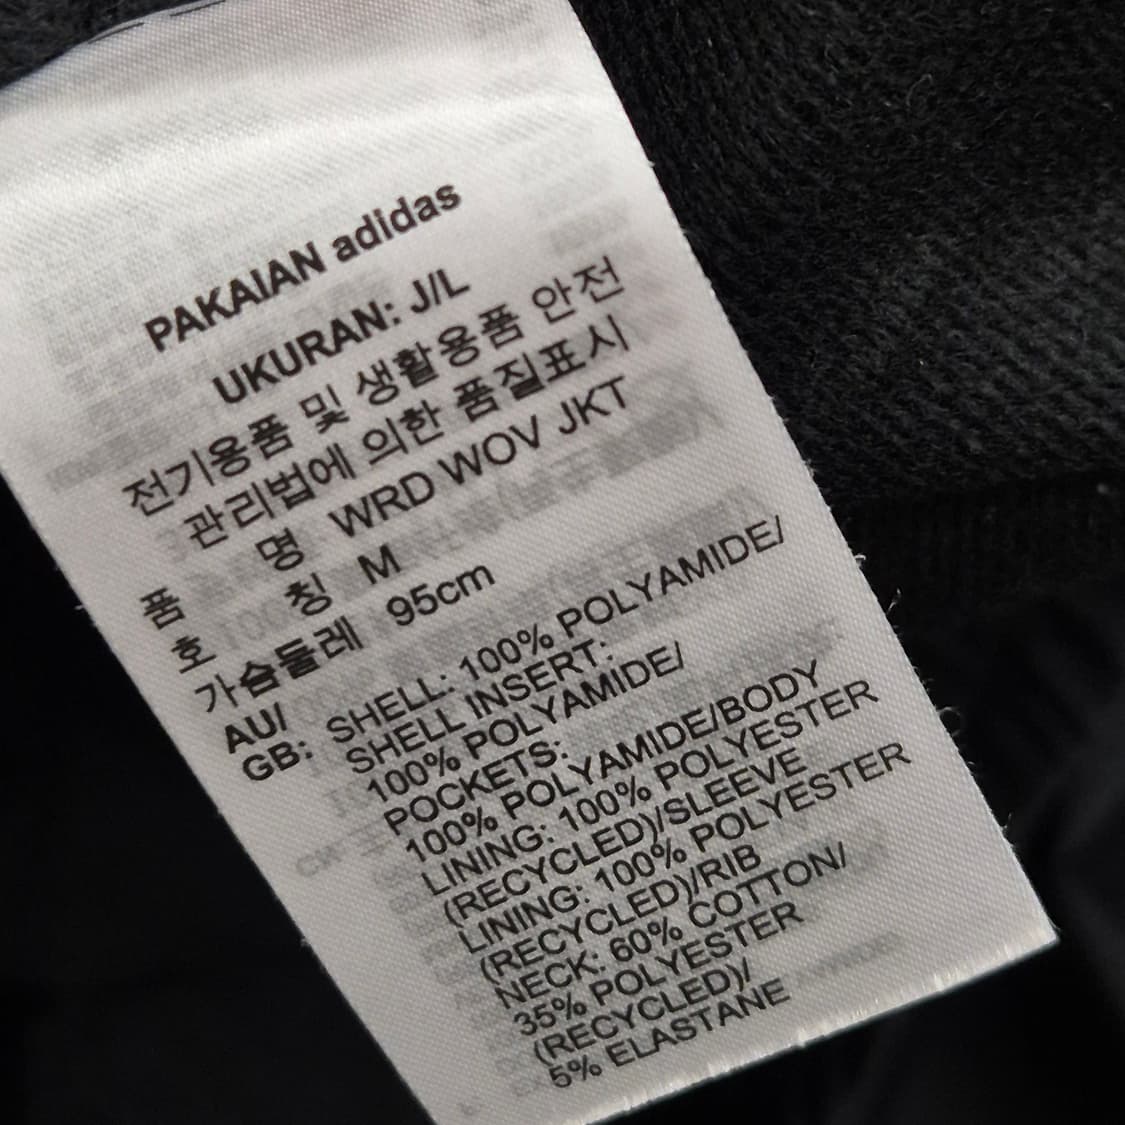 PAKAIAN adidas
UKURAN: J/L
전기용품 및 생활용품 안전
관리법에 의한 품질표시
품 명 WRD WOV JKT
호 칭 M
가슴둘레 95cm
AU/
GB: SHELL: 100% POLYAMIDE/
SHELL INSERT:
100% POLYAMIDE/
POCKETS:
100% POLYAMIDE/BODY
LINING: 100% POLYESTER
(RECYCLED)/SLEEVE
LINING: 100% POLYESTER
(RECYCLED)/RIB
NECK: 60% COTTON/
35% POLYESTER
(RECYCLED)/
5% ELASTANE